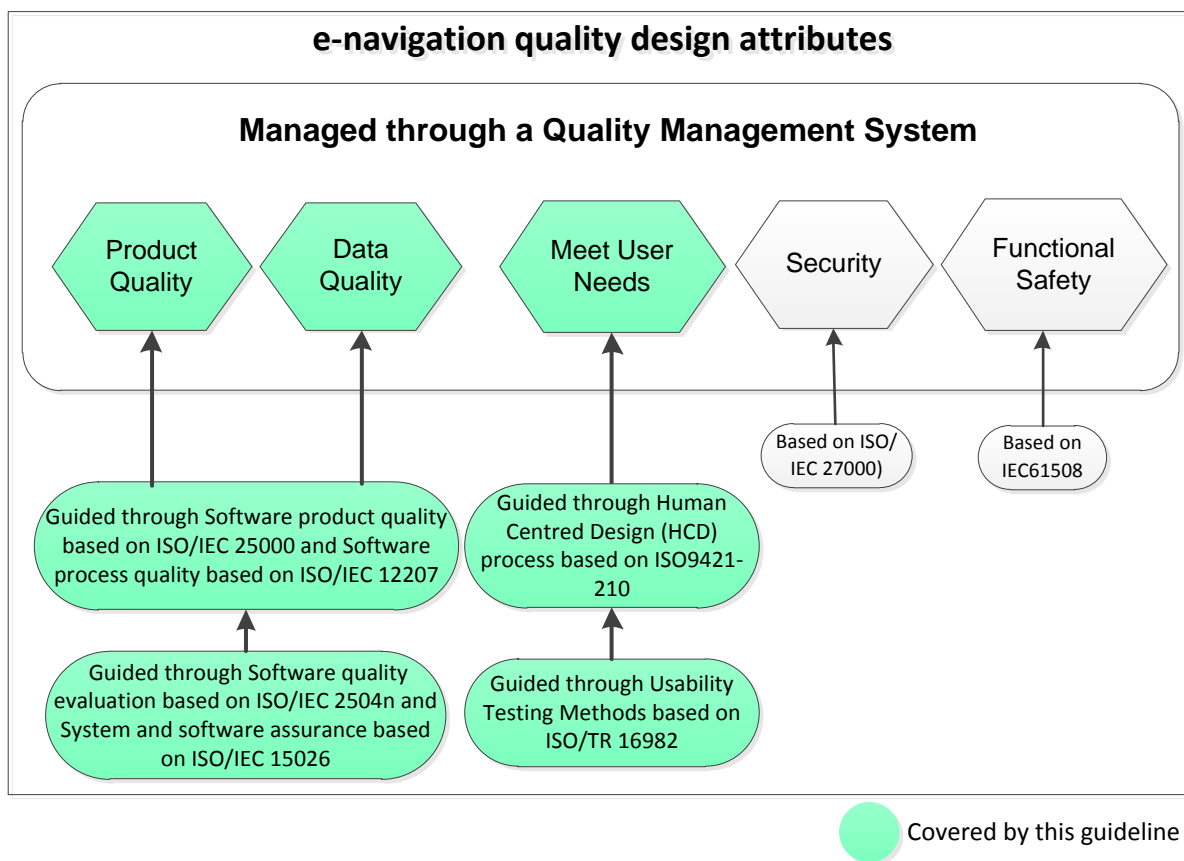 e-navigation quality design attributes
Managed through a Quality Management System
Product
Quality
Data
Quality
Meet User
Needs
Security
Functional
Safety
Based on ISO/
IEC 27000)
Based on
IEC61508
Guided through Software product quality
based on ISO/IEC 25000 and Software
process quality based on ISO/IEC 12207
Guided through Human
Centred Design (HCD)
process based on ISO9421-
210
Guided through Software quality
evaluation based on ISO/IEC 2504n and
System and software assurance based
on ISO/IEC 15026
Guided through Usability
Testing Methods based on
ISO/TR 16982
Covered by this guideline